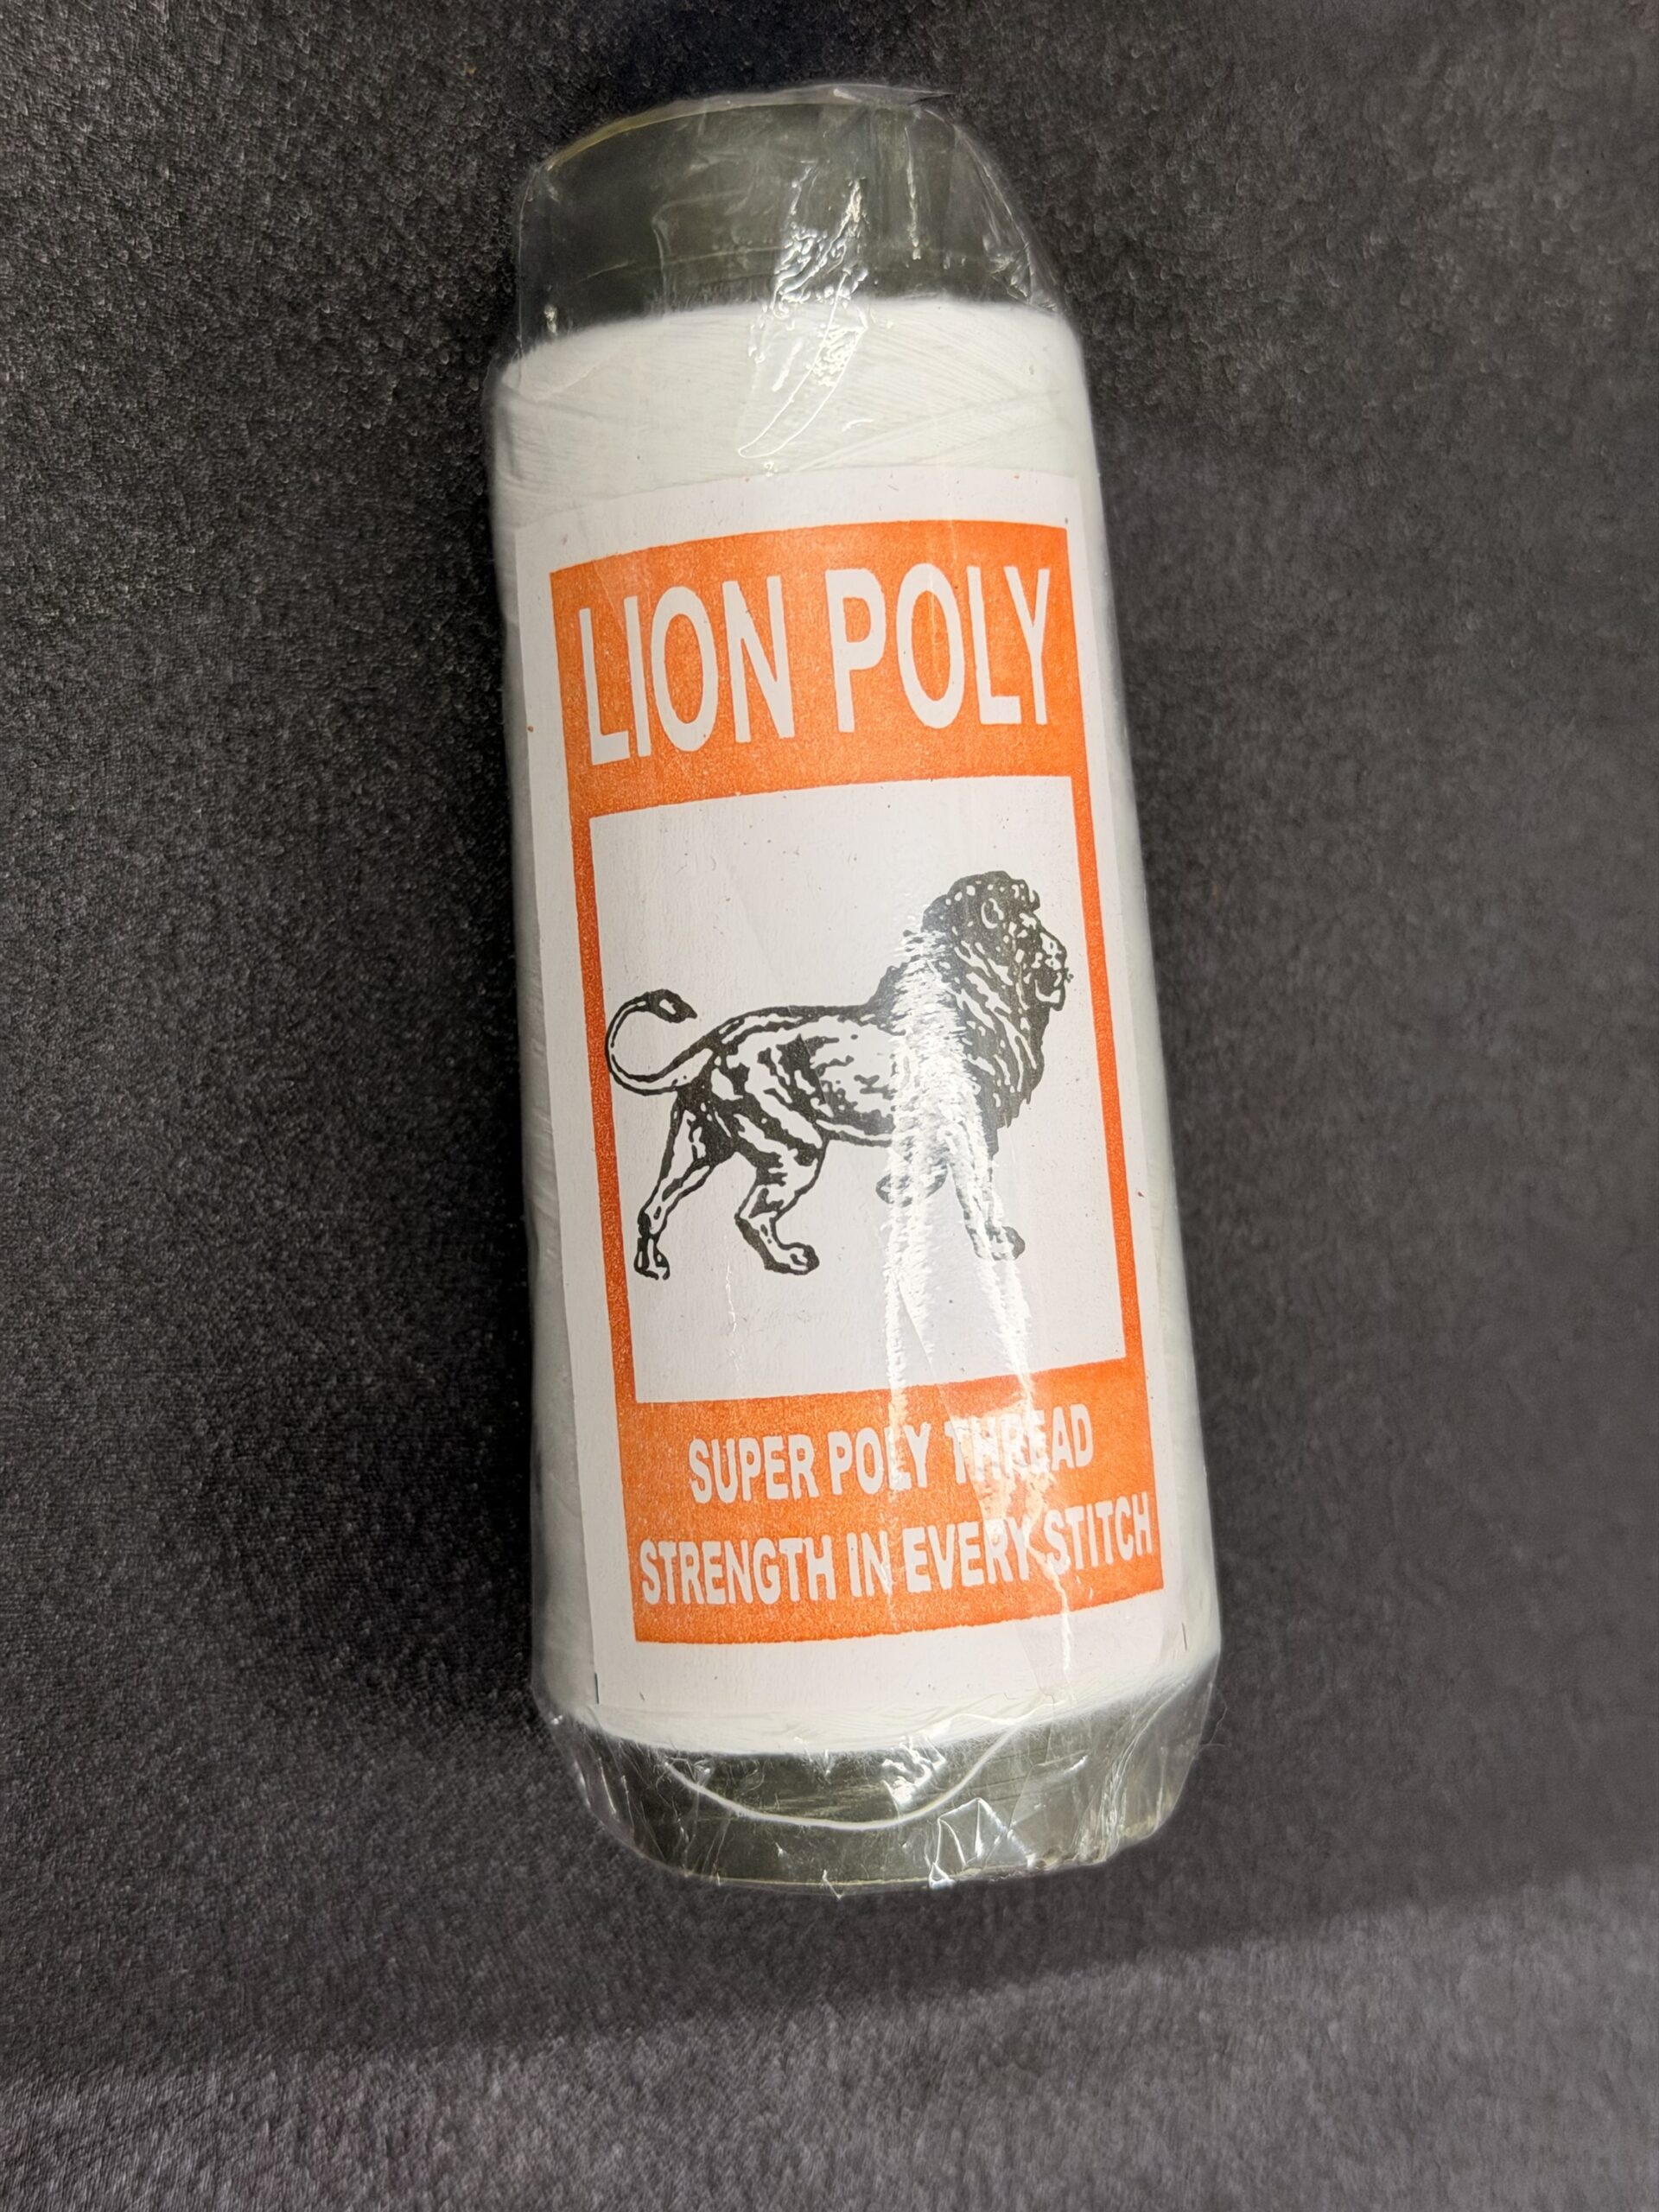 LION POLY
SUPER POLY THREAD
STRENGTH IN EVERY STITCH